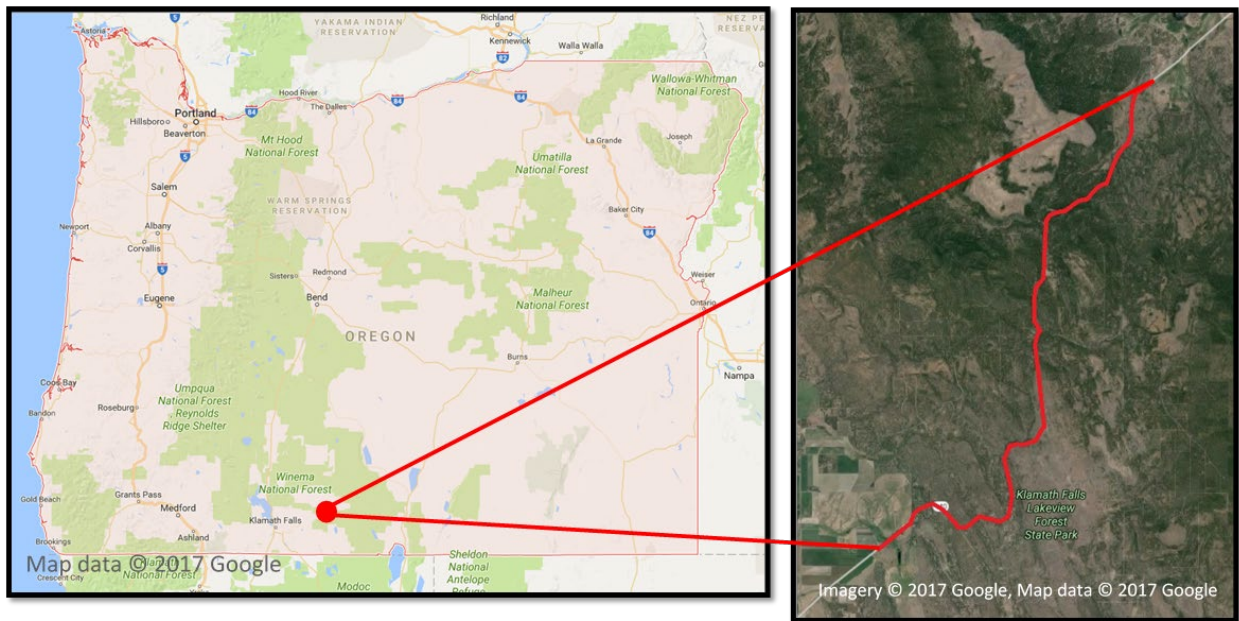 YAKAMA INDIAN
RESERVATION
Richland
Kennewick
NEZ PE
RESERVA
Astoria
Walla Walla
Wallowa-Whitman
National Forest
Hood River
The Dalles
Portland
Hillsboro
Beaverton
Mt Hood
National Forest
La Grande
Joseph
Umatilla
National Forest
Salem
WARM SPRINGS
RESERVATION
Baker City
Newport
Albany
Corvallis
Sisters
Redmond
Weiser
Eugene
Bend
Malheur
National Forest
Ontario
OREGON
Burns
Nampa
Coos Bay
Umpqua
National Forest
Reynolds
Ridge Shelter
Bandon
Roseburg
Winema
National Forest
Gold Beach
Grants Pass
Medford
Klamath Falls
Ashland
Brookings
Map data © 2017 Google
National Forest
Crescent City
Modoc
Sheldon
National
Antelope
5
84
84
84
82
5
5
84
Klamath Falls
Lakeview
Forest
State Park
Imagery © 2017 Google, Map data © 2017 Google